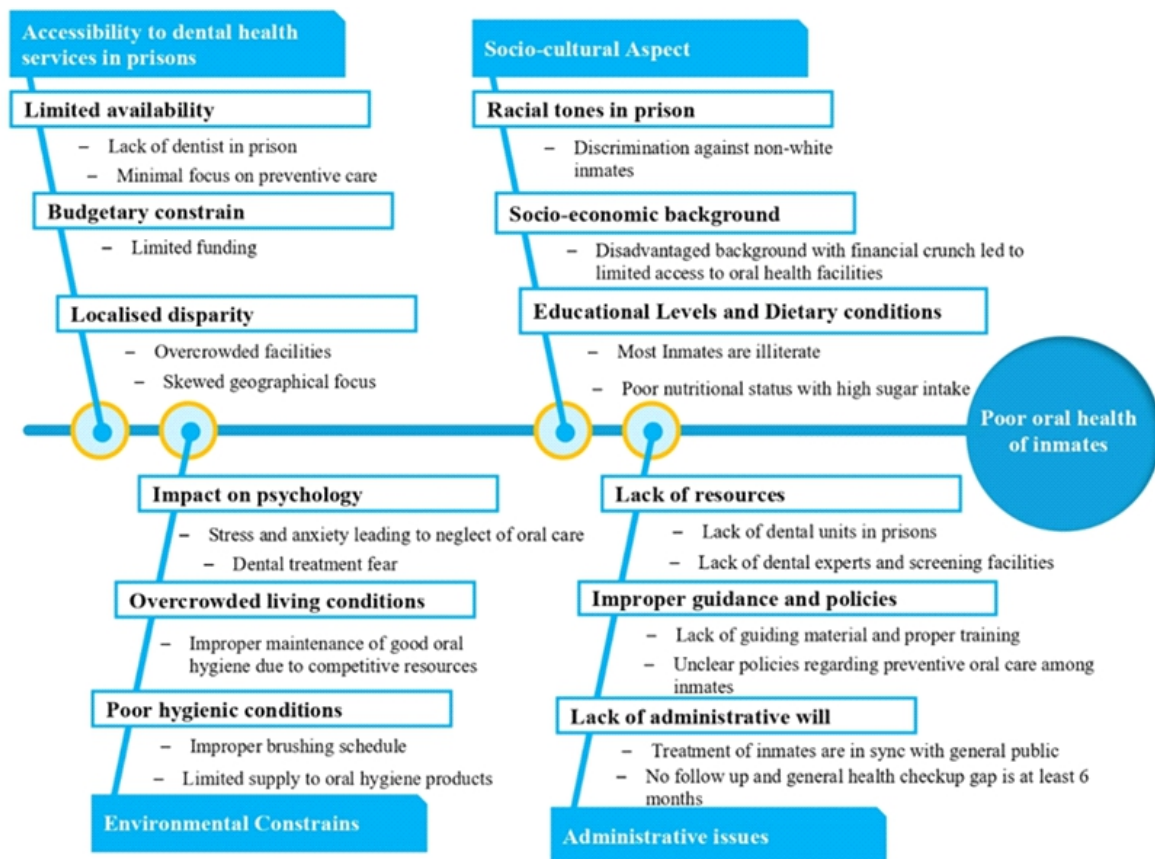 Accessibility to dental health
services in prisons
Limited availability
– Lack of dentist in prison
– Minimal focus on preventive care
Budgetary constrain
– Limited funding
Localised disparity
– Overcrowded facilities
– Skewed geographical focus
Socio-cultural Aspect
Racial tones in prison
– Discrimination against non-white
inmates
Socio-economic background
– Disadvantaged background with financial crunch led to
limited access to oral health facilities
Educational Levels and Dietary conditions
– Most Inmates are illiterate
– Poor nutritional status with high sugar intake
Poor oral health
of inmates
Impact on psychology
– Stress and anxiety leading to neglect of oral care
– Dental treatment fear
Overcrowded living conditions
– Improper maintenance of good oral
hygiene due to competitive resources
Poor hygienic conditions
– Improper brushing schedule
– Limited supply to oral hygiene products
Environmental Constrains
Lack of resources
– Lack of dental units in prisons
– Lack of dental experts and screening facilities
Improper guidance and policies
– Lack of guiding material and proper training
– Unclear policies regarding preventive oral care among
inmates
Lack of administrative will
– Treatment of inmates are in sync with general public
– No follow up and general health checkup gap is at least 6
months
Administrative issues